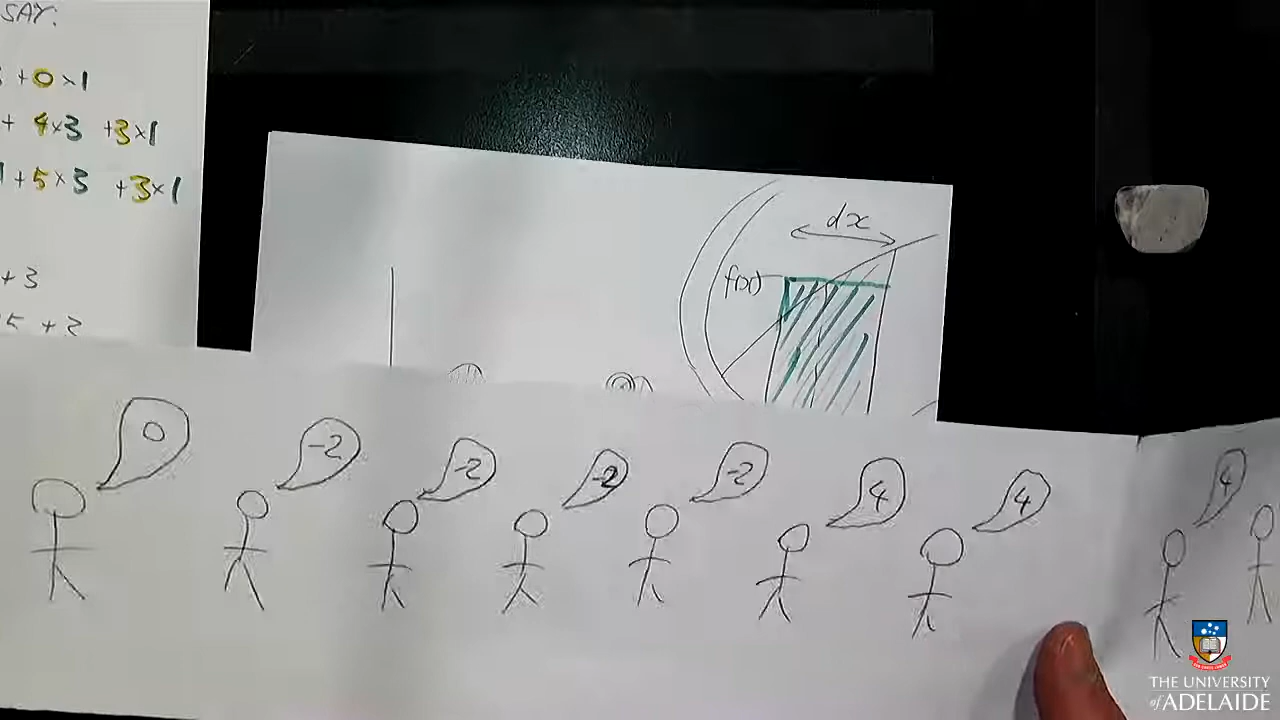 SAY:
+0×1
+ 4×3 +3×1
+5×3 +3×1
+3
+2
dx
f(x)
0
-2
-2
-2
-2
4
4
4
THE UNIVERSITY
of ADELAIDE